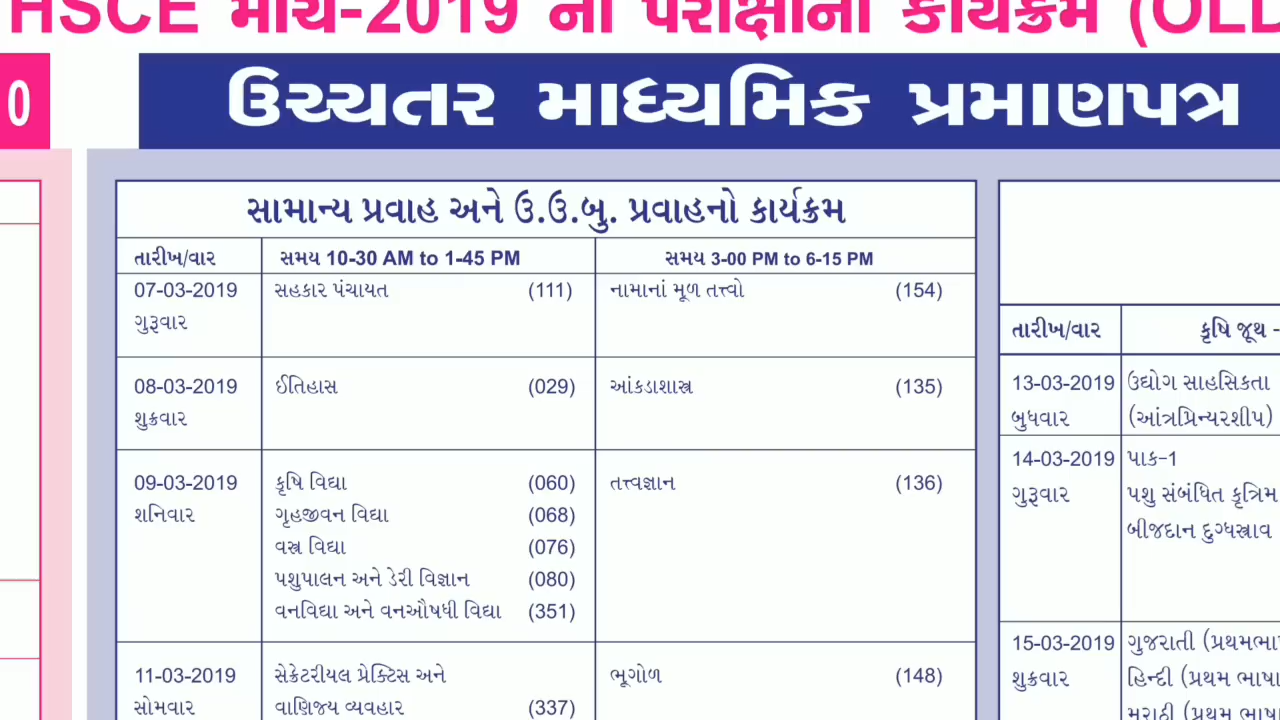 HSCE માર્ચ-2019 ની પરીક્ષાનો કાર્યક્રમ (OLD
0
ઉચ્ચતર માધ્યમિક પ્રમાણપત્ર
સામાન્ય પ્રવાહ અને ઉ.ઉ.બુ. પ્રવાહનો કાર્યક્રમ
તારીખ/વાર સમય 10-30 AM to 1-45 PM સમય 3-00 PM to 6-15 PM
07-03-2019 સહકાર પંચાયત (111) નામાનાં મૂળ તત્ત્વો (154)
ગુરૂવાર
08-03-2019 ઈતિહાસ (029) આંકડાશાસ્ત્ર (135)
શુક્રવાર
09-03-2019 કૃષિ વિદ્યા (060) તત્ત્વજ્ઞાન (136)
શનિવાર ગૃહજીવન વિદ્યા (068)
વસ્ત્ર વિદ્યા (076)
પશુપાલન અને ડેરી વિજ્ઞાન (080)
વનવિદ્યા અને વનઔષધી વિદ્યા (351)
11-03-2019 સેક્રેટરીયલ પ્રેક્ટિસ અને ભૂગોળ (148)
સોમવાર વાણિજ્ય વ્યવહાર (337)
તારીખ/વાર કૃષિ જૂથ -
13-03-2019 ઉદ્યોગ સાહસિકતા
બુધવાર (આંત્રપ્રિન્યરશીપ)
14-03-2019 પાક-1
ગુરૂવાર પશુ સંબંધિત કૃત્રિમ
બીજદાન દુગ્ધસ્ત્રાવ
15-03-2019 ગુજરાતી (પ્રથમભા
શુક્રવાર હિન્દી (પ્રથમ ભાષા
મરાઠી (પ્રથમ ભાષા